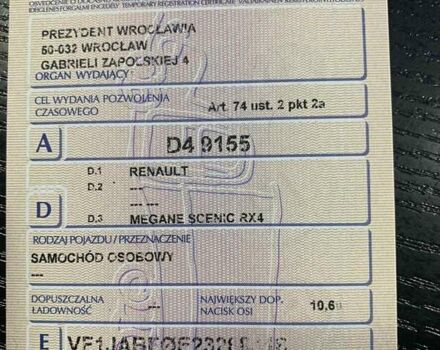 PREZYDENT WROCŁAWIA
50-032 WROCŁAW
GABRIELI ZAPOLSKIEJ 4
ORGAN WYDAJĄCY
CEL WYDANIA POZWOLENIA CZASOWEGO
Art. 74 ust. 2 pkt 2a
A
D4 9155
D.1 RENAULT
D.2 ---
---
D
D.3 MEGANE SCENIC RX4
RODZAJ POJAZDU / PRZEZNACZENIE
SAMOCHÓD OSOBOWY
---
DOPUSZCZALNA ŁADOWNOŚĆ
---
NAJWIĘKSZY DOP. NACISK OSI
E